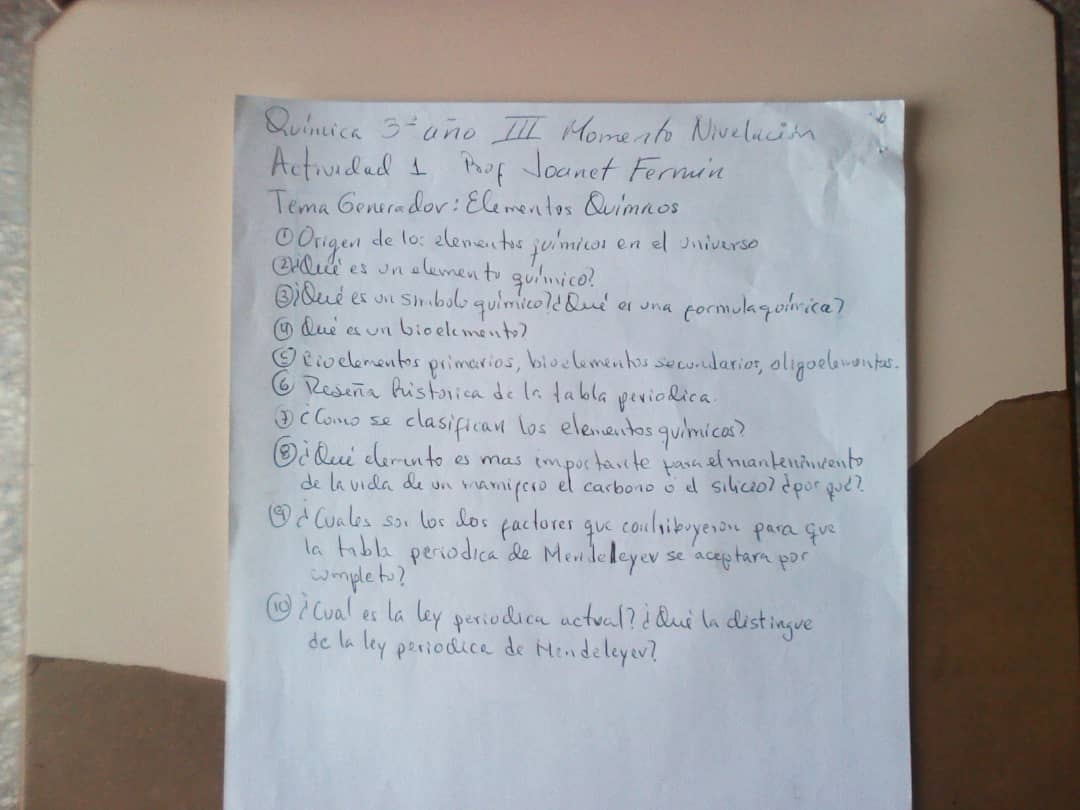 Química 3er año III Momento Nivelación
Actividad 1 Prof Joanet Fermin
Tema Generador: Elementos Químicos
① Origen de los elementos químicos en el universo
② ¿Qué es un elemento químico?
③ ¿Qué es un símbolo químico? ¿Qué es una formula química?
④ Qué es un bioelemento?
⑤ Bioelementos primarios, bioelementos secundarios, oligoelementos.
⑥ Reseña historica de la tabla periodica.
⑦ ¿Como se clasifican los elementos químicos?
⑧ ¿Qué elemento es mas importante para el mantenimiento
de la vida de un mamifero el carbono o el silicio? ¿por qué?
⑨ ¿Cuales son los dos factores que contribuyeron para que
la tabla periodica de Mendeleyev se aceptara por
completo?
⑩ ¿Cual es la ley periodica actual? ¿Qué la distingue
de la ley periodica de Mendeleyev?